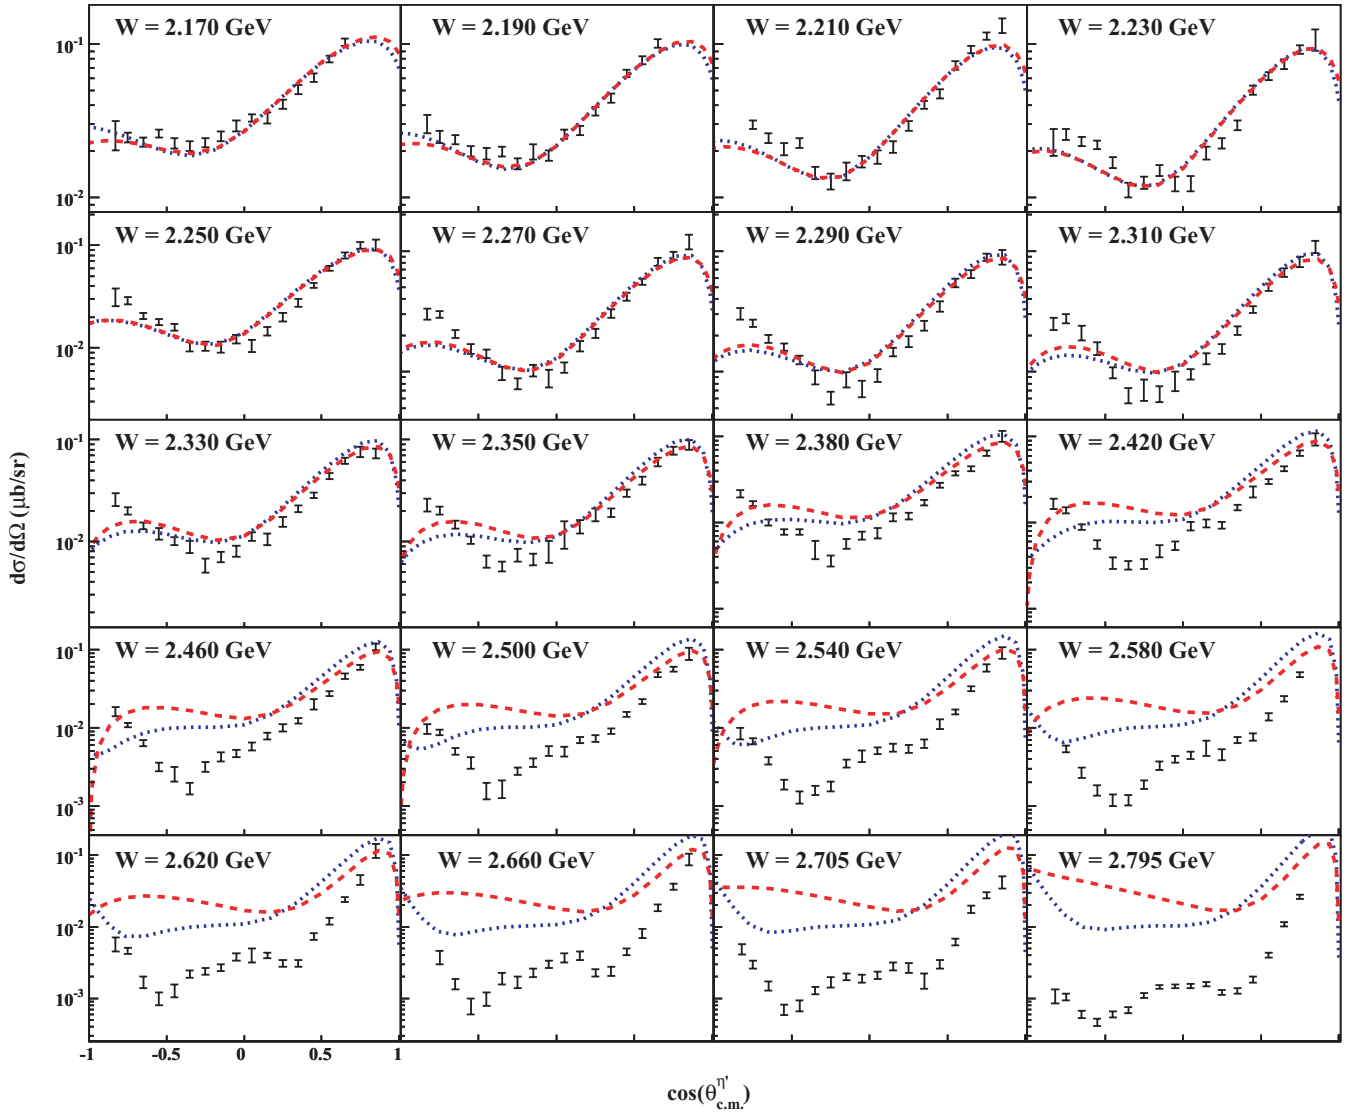 W = 2.170 GeV
W = 2.190 GeV
W = 2.210 GeV
W = 2.230 GeV
10⁻¹
10⁻²
W = 2.250 GeV
W = 2.270 GeV
W = 2.290 GeV
W = 2.310 GeV
10⁻¹
10⁻²
W = 2.330 GeV
W = 2.350 GeV
W = 2.380 GeV
W = 2.420 GeV
10⁻¹
10⁻²
dσ/dΩ (μb/sr)
W = 2.460 GeV
W = 2.500 GeV
W = 2.540 GeV
W = 2.580 GeV
10⁻¹
10⁻²
10⁻³
W = 2.620 GeV
W = 2.660 GeV
W = 2.705 GeV
W = 2.795 GeV
10⁻¹
10⁻²
10⁻³
-1 -0.5 0 0.5 1
cos(θ^η'_c.m.)